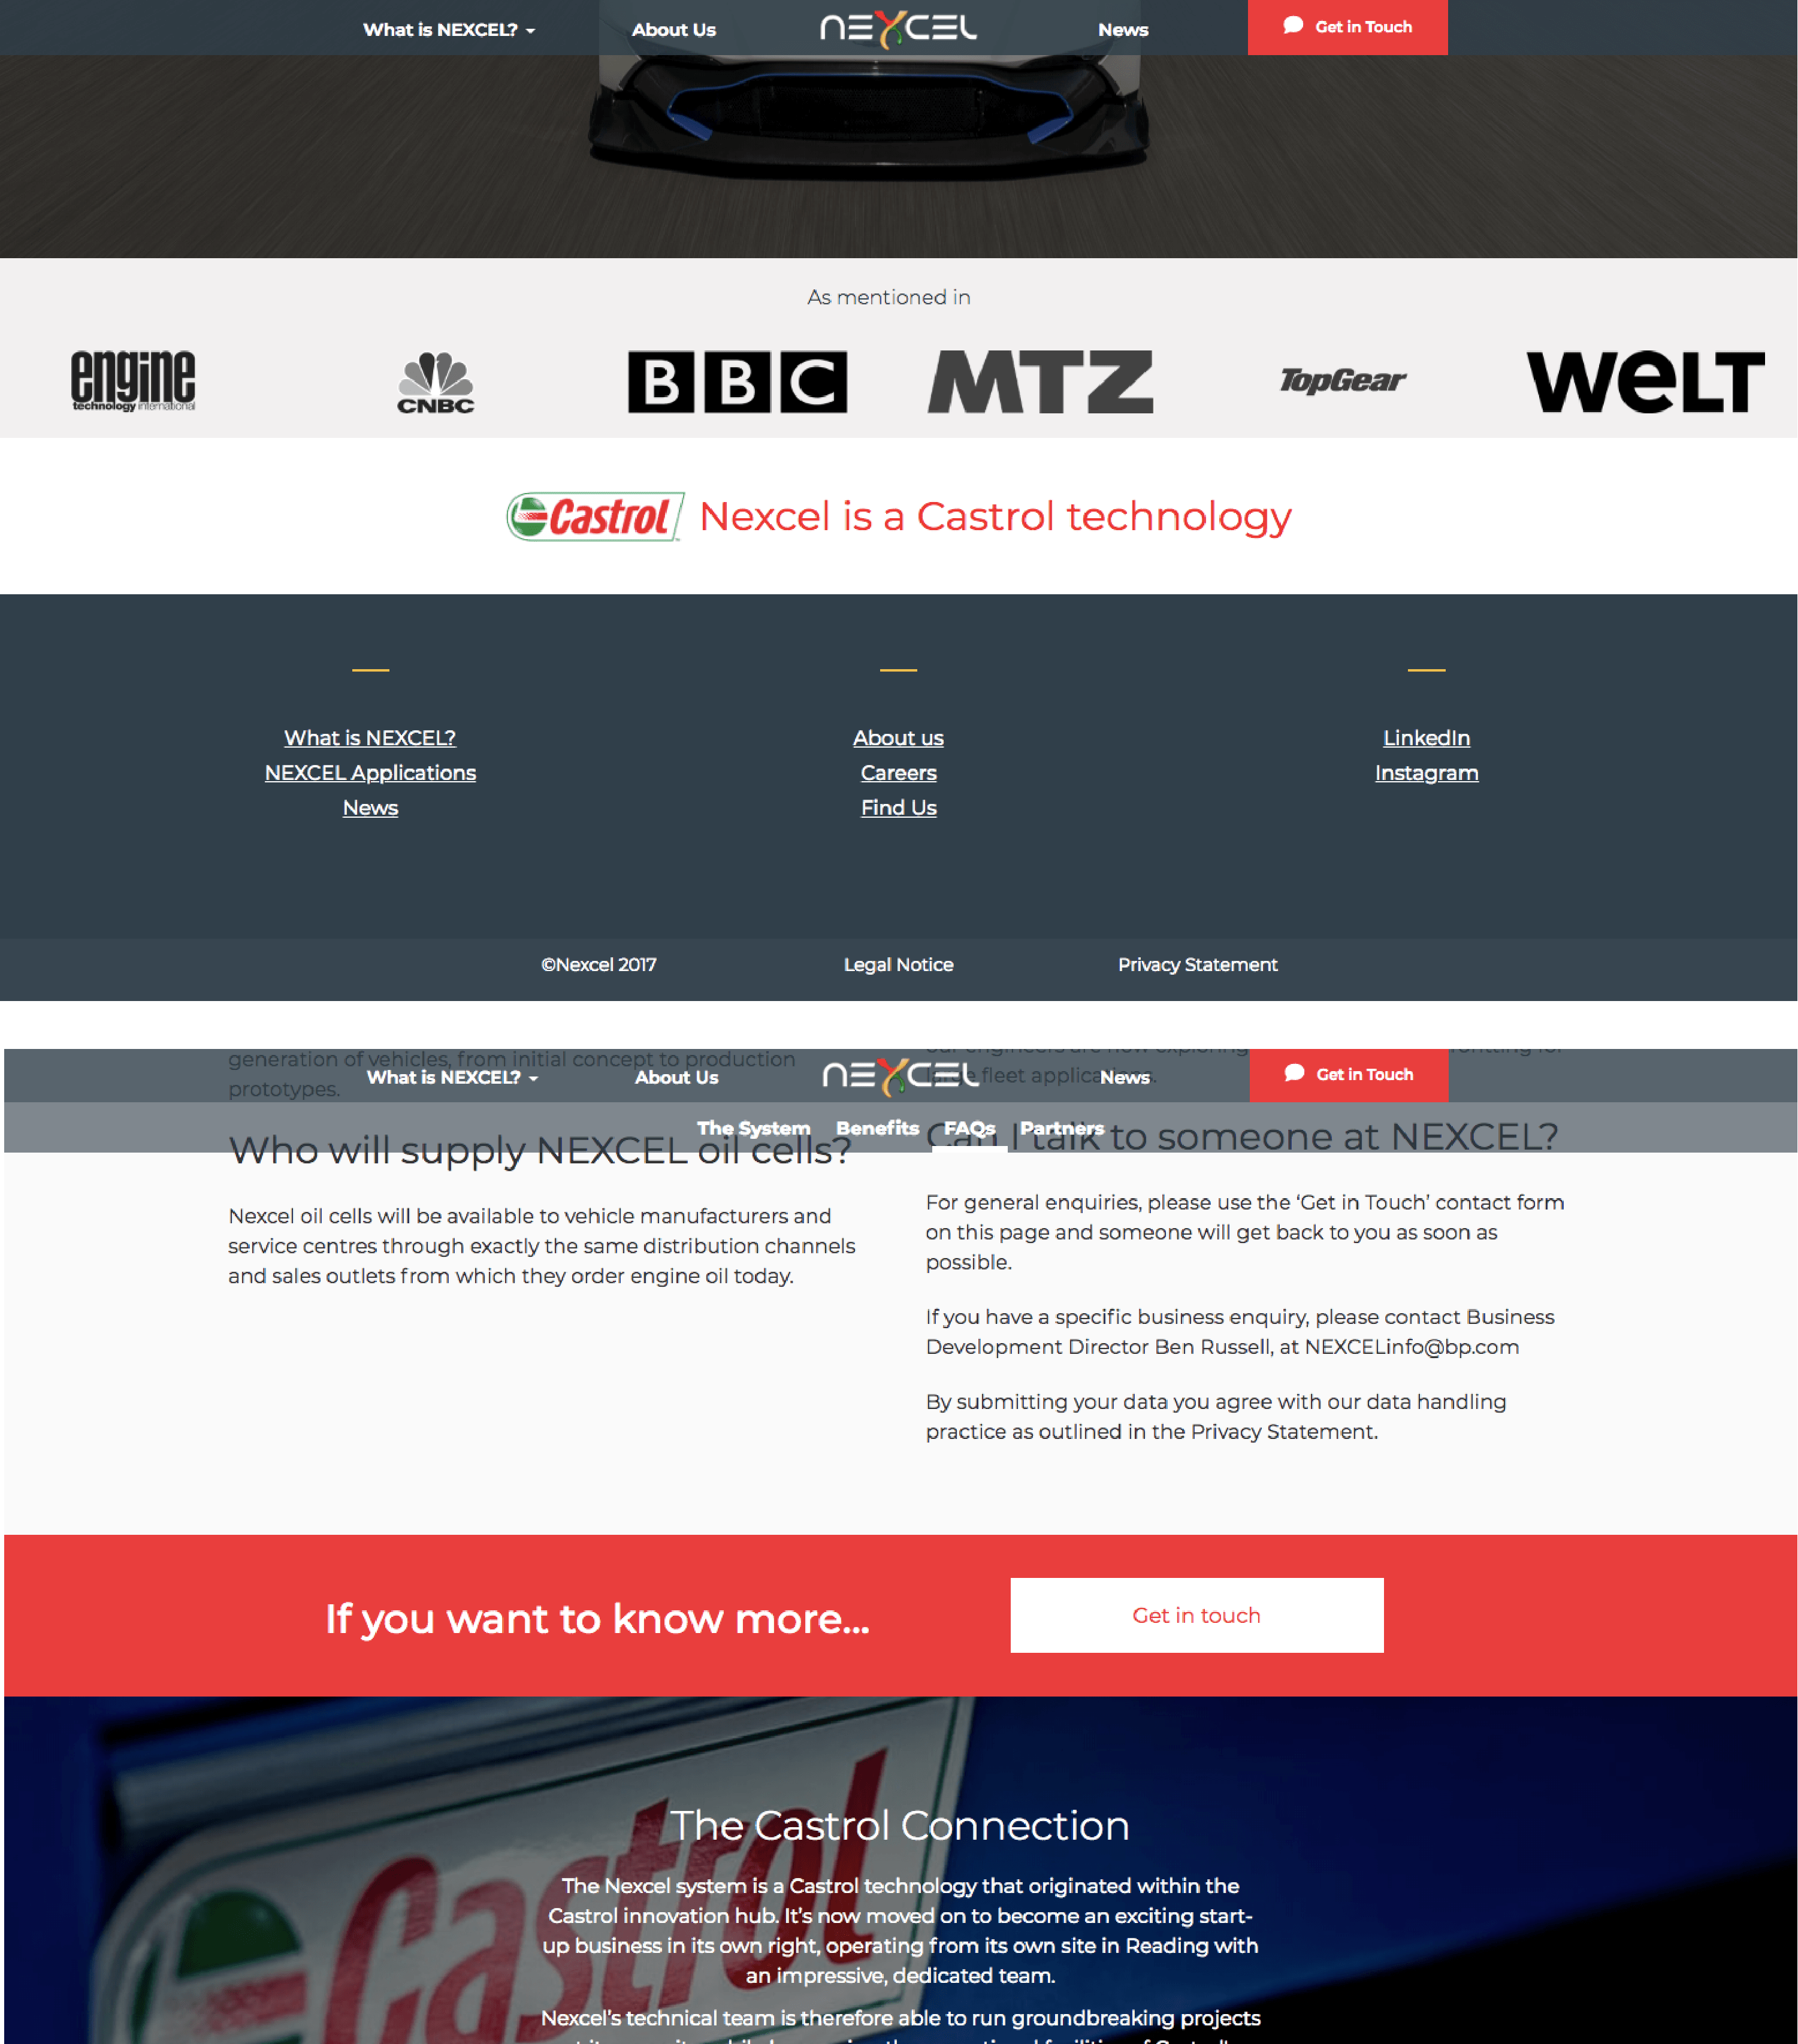 What is NEXCEL?
About Us
NEXCEL
News
Get in Touch
As mentioned in
engine
technology international
CNBC
BBC
MTZ
TopGear
WELT
Castrol
Nexcel is a Castrol technology
What is NEXCEL?
NEXCEL Applications
News
About us
Careers
Find Us
LinkedIn
Instagram
©Nexcel 2017
Legal Notice
Privacy Statement
What is NEXCEL?
About Us
NEXCEL
News
Get in Touch
The System
Benefits
FAQs
Partners
generation of vehicles, from initial concept to production
prototypes.
Who will supply NEXCEL oil cells?
Nexcel oil cells will be available to vehicle manufacturers and
service centres through exactly the same distribution channels
and sales outlets from which they order engine oil today.
our engineers are now exploring
large fleet applications.
Can I talk to someone at NEXCEL?
For general enquiries, please use the ‘Get in Touch’ contact form
on this page and someone will get back to you as soon as
possible.
If you have a specific business enquiry, please contact Business
Development Director Ben Russell, at NEXCELinfo@bp.com
By submitting your data you agree with our data handling
practice as outlined in the Privacy Statement.
If you want to know more...
Get in touch
Castrol
The Castrol Connection
The Nexcel system is a Castrol technology that originated within the
Castrol innovation hub. It’s now moved on to become an exciting start-
up business in its own right, operating from its own site in Reading with
an impressive, dedicated team.
Nexcel’s technical team is therefore able to run groundbreaking projects